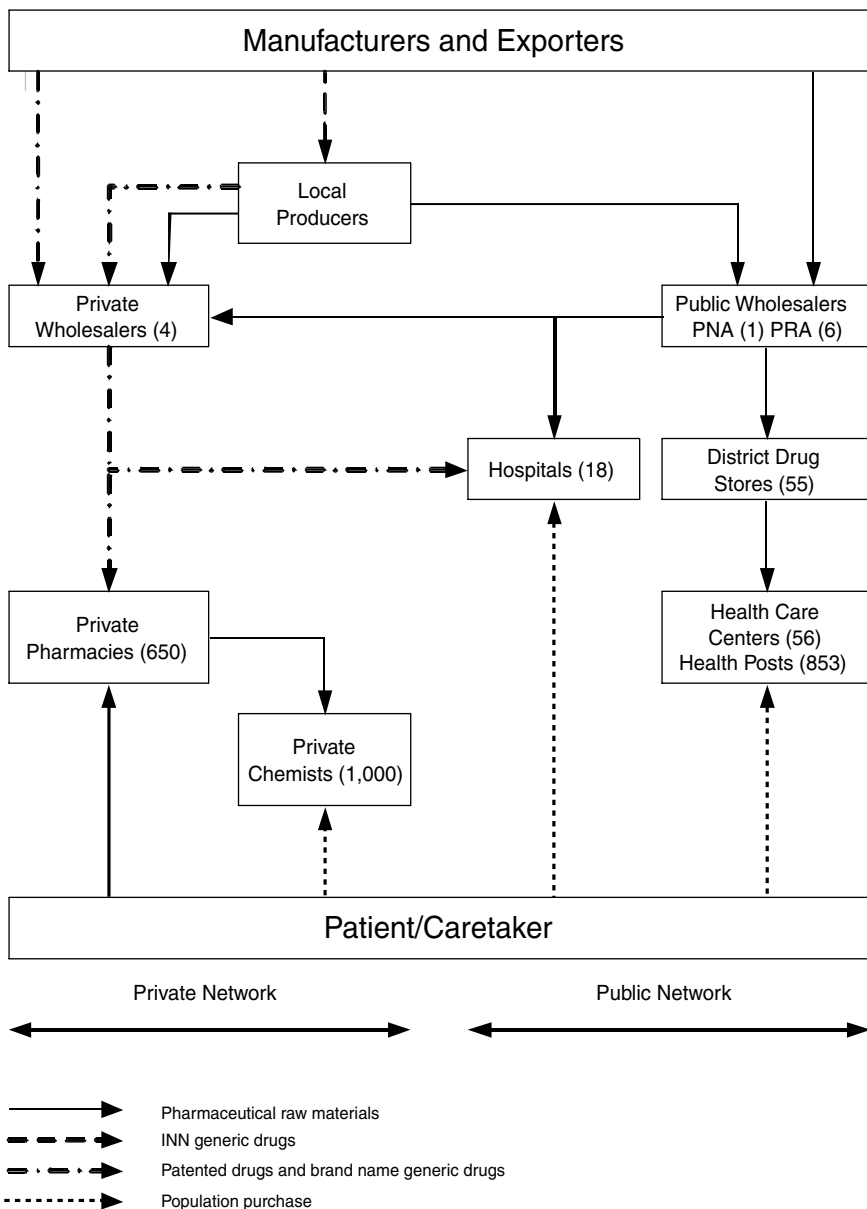 Manufacturers and Exporters
Local
Producers
Private
Wholesalers (4)
Public Wholesalers
PNA (1) PRA (6)
Hospitals (18)
District Drug
Stores (55)
Private
Pharmacies (650)
Health Care
Centers (56)
Health Posts (853)
Private
Chemists (1,000)
Patient/Caretaker
Private Network
Public Network
Pharmaceutical raw materials
INN generic drugs
Patented drugs and brand name generic drugs
Population purchase